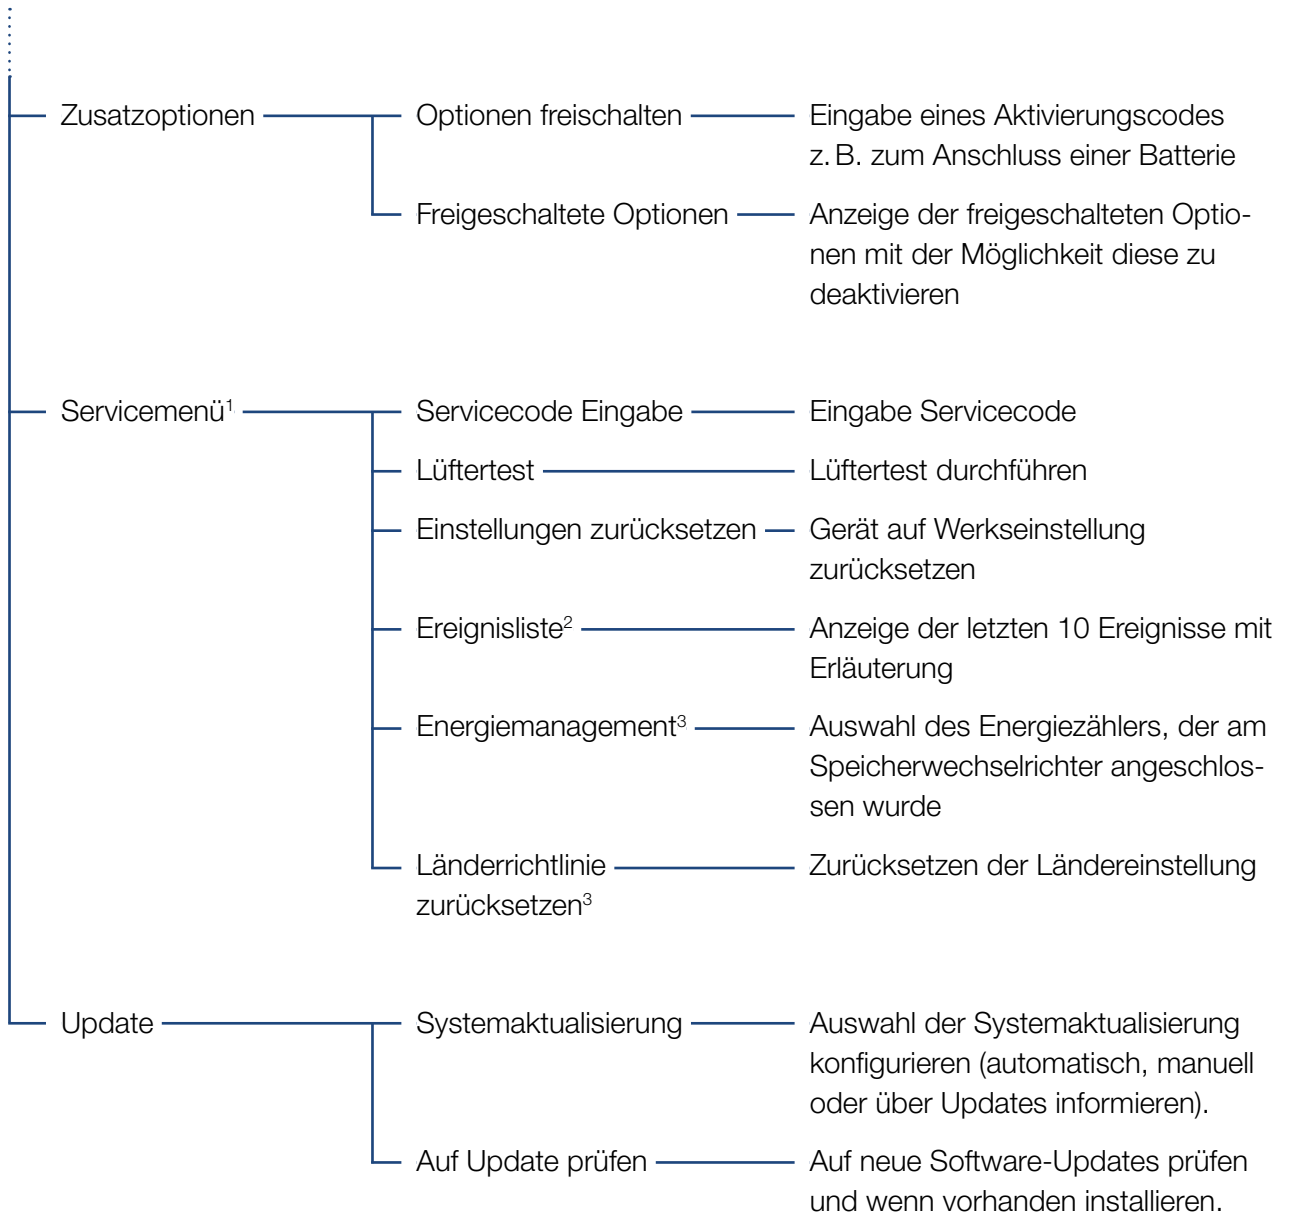 Zusatzoptionen
Optionen freischalten
Eingabe eines Aktivierungscodes
z. B. zum Anschluss einer Batterie
Freigeschaltete Optionen
Anzeige der freigeschalteten Optio-
nen mit der Möglichkeit diese zu
deaktivieren
Servicemenü¹
Servicecode Eingabe
Eingabe Servicecode
Lüftertest
Lüftertest durchführen
Einstellungen zurücksetzen
Gerät auf Werkseinstellung
zurücksetzen
Ereignisliste²
Anzeige der letzten 10 Ereignisse mit
Erläuterung
Energiemanagement³
Auswahl des Energiezählers, der am
Speicherwechselrichter angeschlos-
sen wurde
Länderrichtlinie
zurücksetzen³
Zurücksetzen der Ländereinstellung
Update
Systemaktualisierung
Auswahl der Systemaktualisierung
konfigurieren (automatisch, manuell
oder über Updates informieren).
Auf Update prüfen
Auf neue Software-Updates prüfen
und wenn vorhanden installieren.